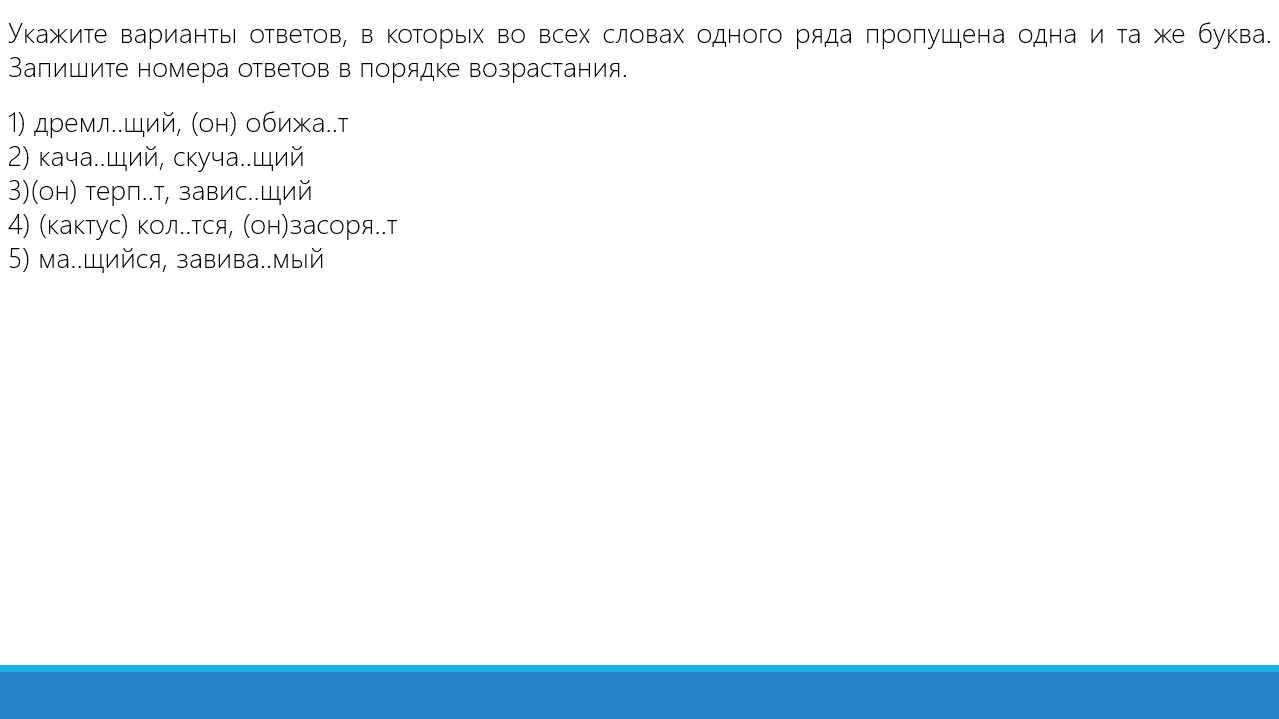 Укажите варианты ответов, в которых во всех словах одного ряда пропущена одна и та же буква.
Запишите номера ответов в порядке возрастания.
1) дремл..щий, (он) обижа..т
2) кача..щий, скуча..щий
3)(он) терп..т, завис..щий
4) (кактус) кол..тся, (он)засоря..т
5) ма..щийся, завива..мый